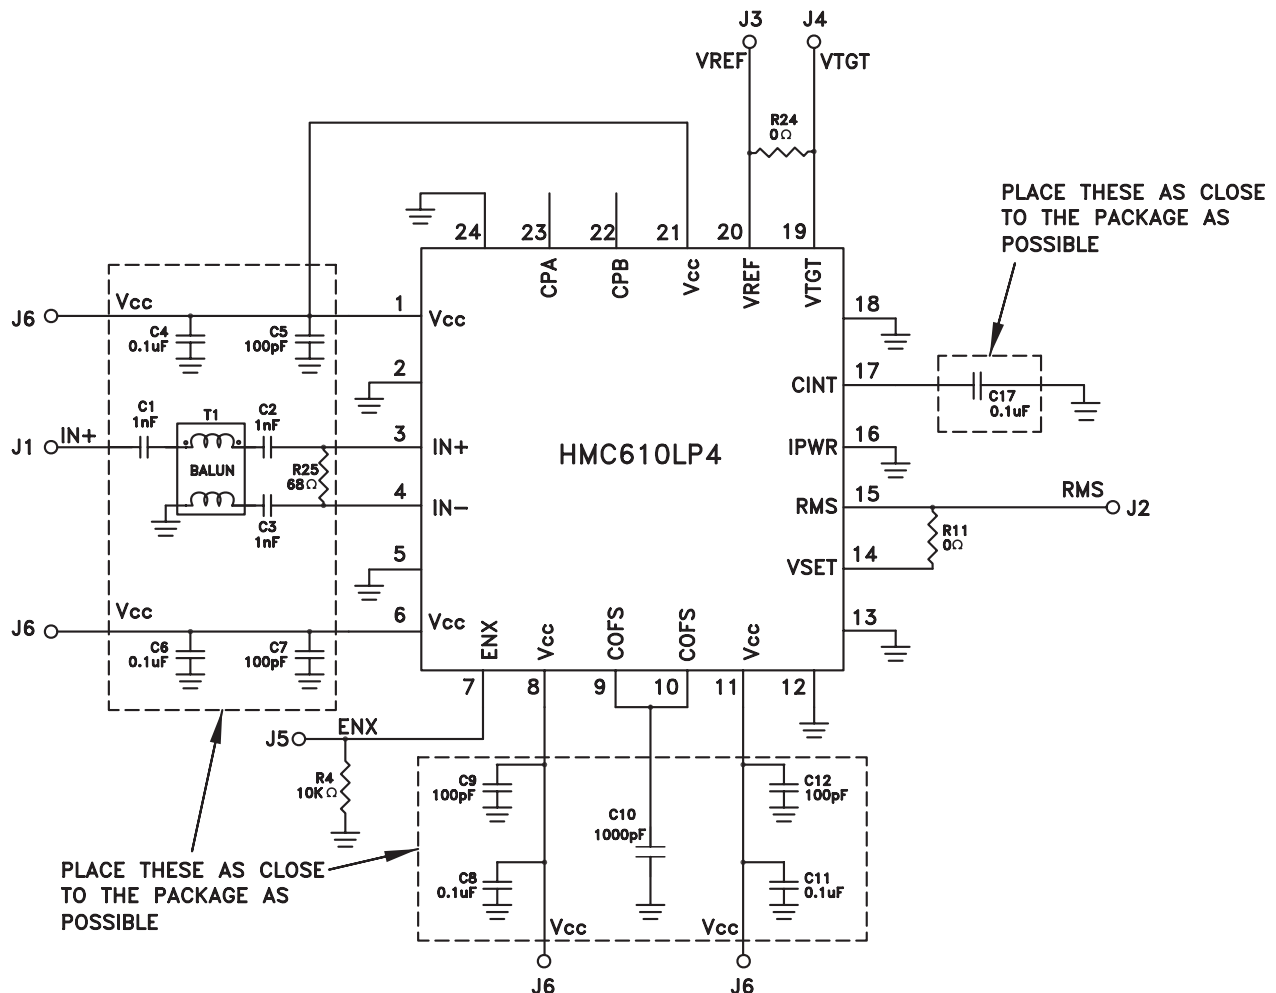 J3 J4
VREF VTGT
R24
0Ω
PLACE THESE AS CLOSE
TO THE PACKAGE AS
POSSIBLE
24 23 22 21 20 19
CPA CPB Vcc VREF VTGT
J6 Vcc 1 Vcc
C4
0.1uF
C5
100pF
18
2
CINT 17
C17
0.1uF
J1 IN+
C1
1nF
T1
BALUN
C2
1nF
R25
68Ω
C3
1nF
3 IN+
4 IN-
HMC610LP4
IPWR 16
RMS 15
RMS J2
R11
0Ω
VSET 14
5
J6 Vcc 6 Vcc
C6
0.1uF
C7
100pF
13
ENX Vcc COFS COFS Vcc
7 8 9 10 11 12
J5 ENX
R4
10KΩ
C9
100pF
C10
1000pF
C12
100pF
C8
0.1uF
C11
0.1uF
PLACE THESE AS CLOSE
TO THE PACKAGE AS
POSSIBLE
Vcc Vcc
J6 J6